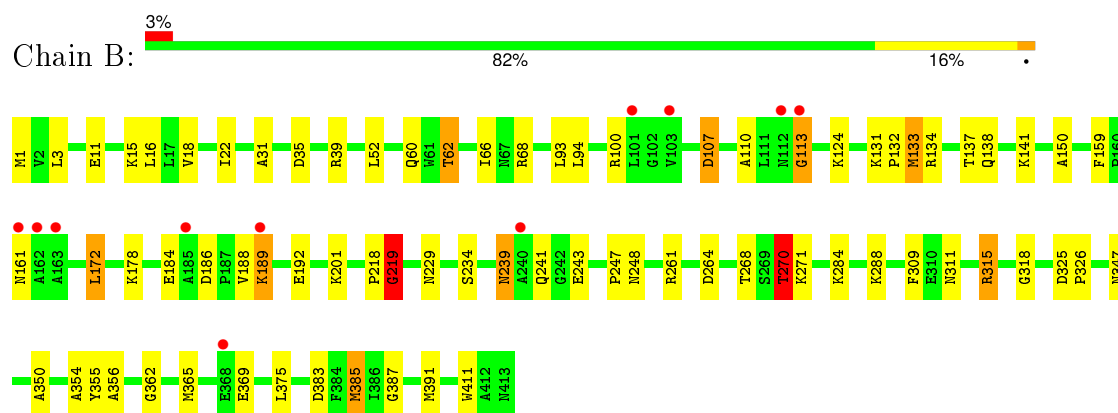 3%
Chain B:
82%
16%
M1 V2 L3 E11 K15 L16 L17 V18 I22 A31 D35 R39 L52 Q60 W61 T62 I66 N67 R68 L93 L94 R100 L101 G102 V103 D107 A110 L111 N112 G113 K124 K131 P132 M133 R134 T137 Q138 K141 A150 F159
N161 A162 A163 L172 K178 E184 A185 D186 P187 V188 K189 E192 K201 P218 G219 N229 S234 N239 A240 Q241 G242 E243 P247 N248 R261 D264 T268 S269 T270 K271 K284 K288 F309 E310 N311 R315 G318 D325 P326
A350 A354 Y355 A356 G362 M365 E368 E369 L375 D383 F384 M385 I386 G387 M391 W411 A412 N413